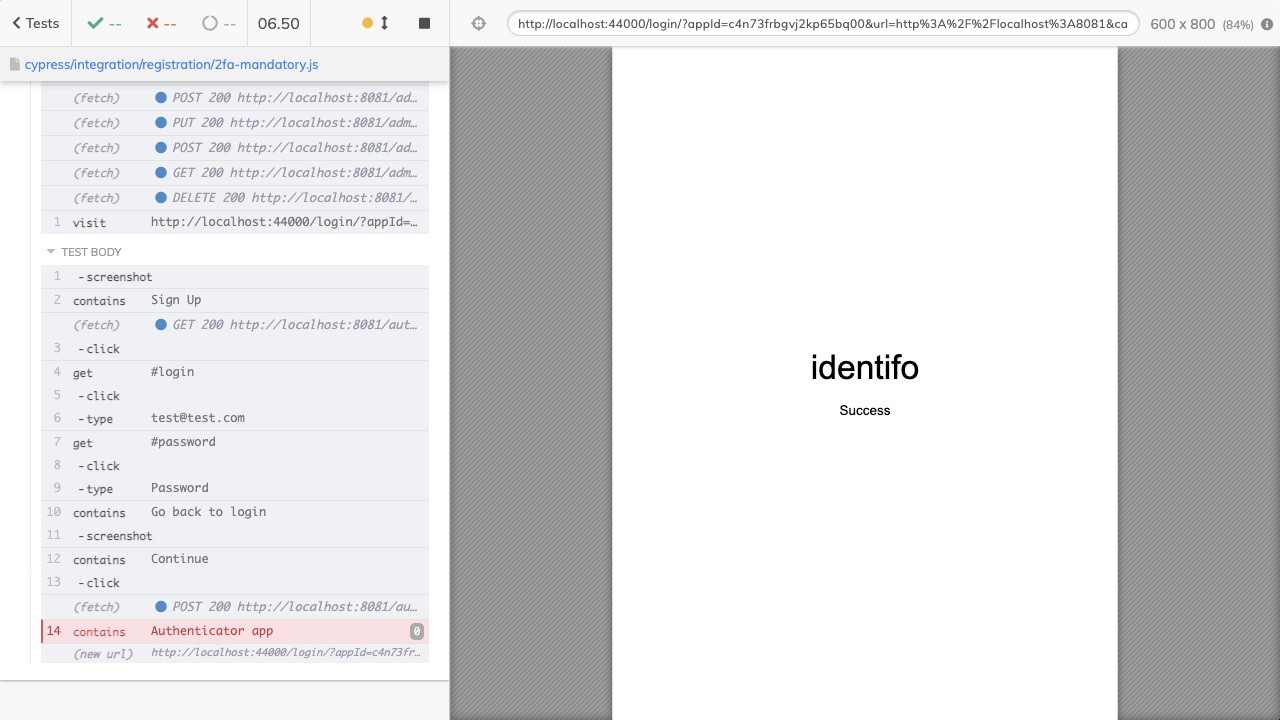 Tests -- -- -- 06.50
http://localhost:44000/login/?appId=c4n73frbgvj2kp65bq00&url=http%3A%2F%2Flocalhost%3A8081&ca 600 x 800 (84%)
cypress/integration/registration/2fa-mandatory.js
(fetch) POST 200 http://localhost:8081/ad…
(fetch) PUT 200 http://localhost:8081/adm…
(fetch) POST 200 http://localhost:8081/ad…
(fetch) GET 200 http://localhost:8081/adm…
(fetch) DELETE 200 http://localhost:8081/…
1 visit http://localhost:44000/login/?appId=…
TEST BODY
1 -screenshot
2 contains Sign Up
(fetch) GET 200 http://localhost:8081/aut…
3 -click
4 get #login
5 -click
6 -type test@test.com
7 get #password
8 -click
9 -type Password
10 contains Go back to login
11 -screenshot
12 contains Continue
13 -click
(fetch) POST 200 http://localhost:8081/au…
14 contains Authenticator app 0
(new url) http://localhost:44000/login/?appId=c4n73fr…
identifo
Success